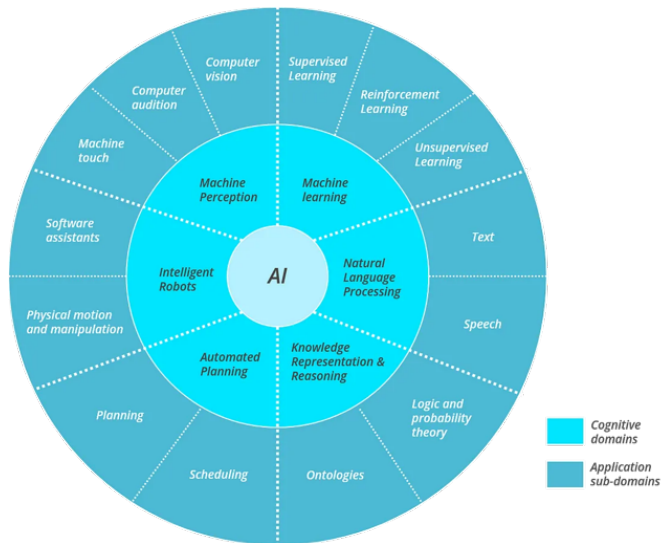 Computer
vision
Supervised
Learning
Computer
audition
Reinforcement
Learning
Machine
touch
Unsupervised
Learning
Machine
Perception
Machine
learning
Software
assistants
Text
AI
Intelligent
Robots
Natural
Language
Processing
Physical motion
and manipulation
Speech
Automated
Planning
Knowledge
Representation &
Reasoning
Planning
Logic and
probability
theory
Scheduling
Ontologies
Cognitive
domains
Application
sub-domains